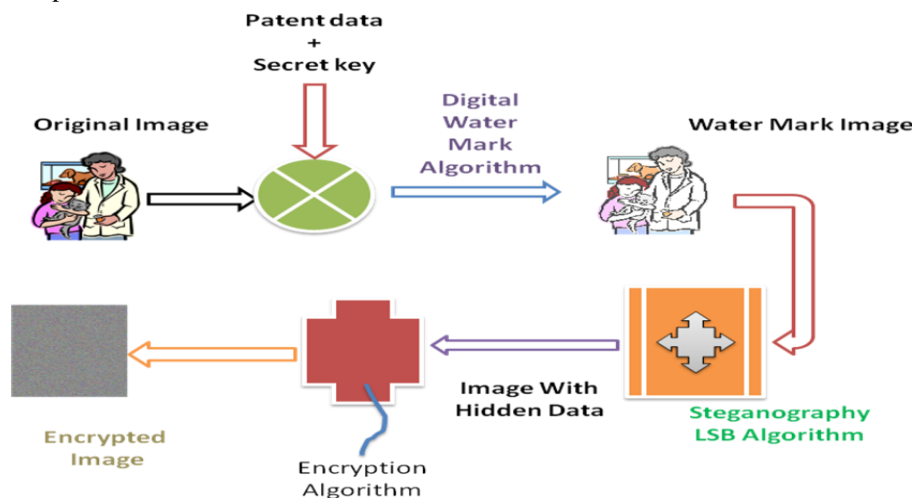 Patent data
+
Secret key
Original Image
Digital
Water
Mark
Algorithm
Water Mark Image
Steganography
LSB Algorithm
Image With
Hidden Data
Encryption
Algorithm
Encrypted
Image